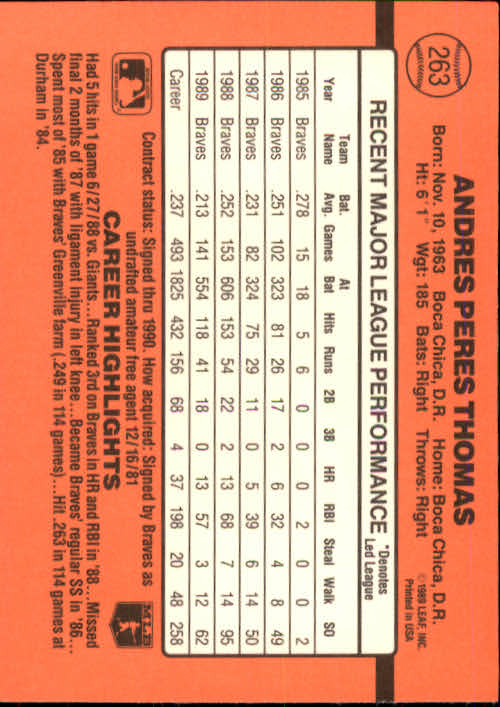 263
ANDRES PERES THOMAS
Born: Nov. 10, 1963 Boca Chica, D.R. Home: Boca Chica, D.R.
Ht: 6' 1" Wgt: 185 Bats: Right Throws: Right
© 1989 LEAF, INC.
Printed in USA
RECENT MAJOR LEAGUE PERFORMANCE *Denotes Led League
Year Team Name Bat. Avg. Games At Bat Hits Runs 2B 3B HR RBI Steal Walk SO
1985 Braves .278 15 18 5 6 0 0 0 2 0 0 2
1986 Braves .251 102 323 81 26 17 2 6 32 4 8 49
1987 Braves .231 82 324 75 29 11 0 5 39 6 14 50
1988 Braves .252 153 606 153 54 22 2 13 68 7 14 95
1989 Braves .213 141 554 118 41 18 0 13 57 3 12 62
Career .237 493 1825 432 156 68 4 37 198 20 48 258
Contract status: Signed thru 1990. How acquired: Signed by Braves as
undrafted amateur free agent 12/16/81
CAREER HIGHLIGHTS
MLB
Had 5 hits in 1 game 6/27/88 vs. Giants...Ranked 3rd on Braves in HR and RBI in '88...Missed
final 2 months of '87 with ligament injury in left knee...Became Braves' regular SS in '86...
Spent most of '85 with Braves' Greenville farm (.249 in 114 games)...Hit .263 in 114 games at
Durham in '84.